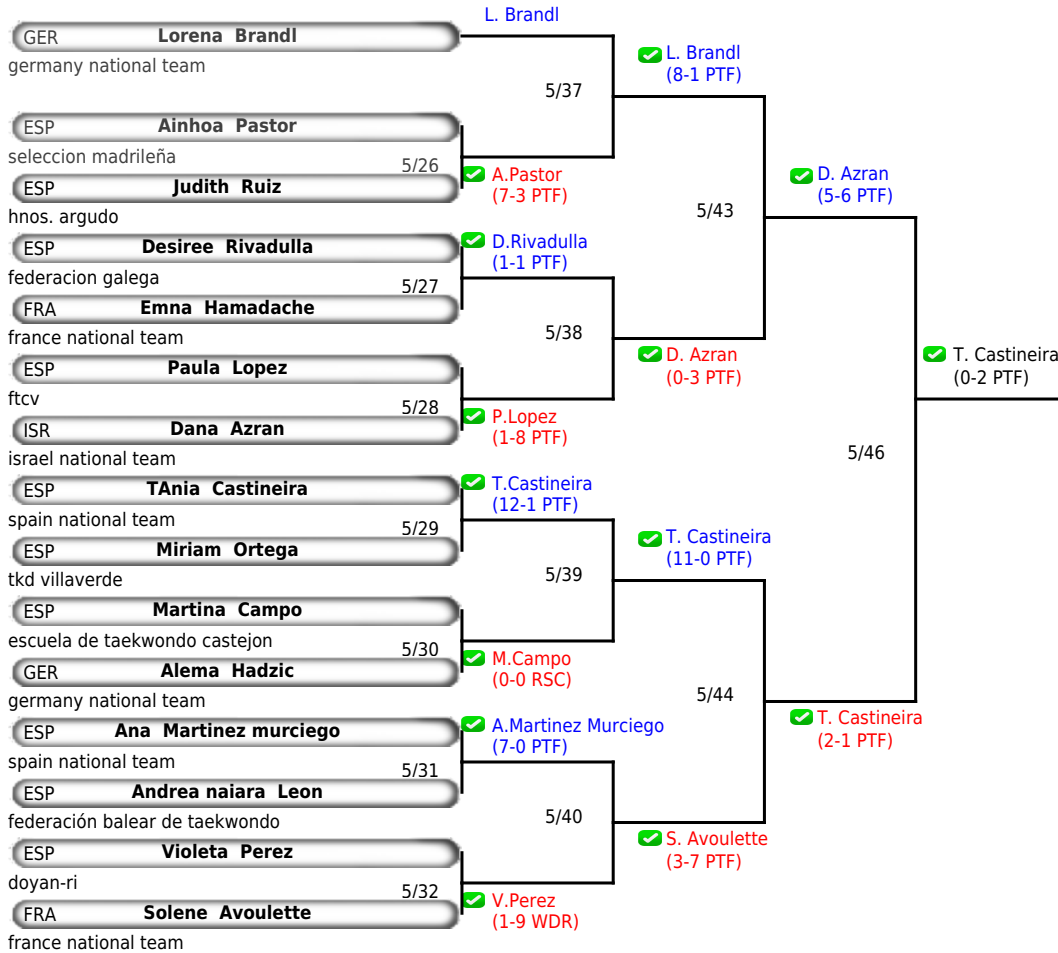 L. Brandl
GER Lorena Brandl
germany national team
L. Brandl
(8-1 PTF)
5/37
ESP Ainhoa Pastor
seleccion madrileña
5/26
ESP Judith Ruiz
hnos. argudo
A.Pastor
(7-3 PTF)
D. Azran
(5-6 PTF)
5/43
ESP Desiree Rivadulla
federacion galega
5/27
FRA Emna Hamadache
france national team
D.Rivadulla
(1-1 PTF)
5/38
ESP Paula Lopez
ftcv
5/28
ISR Dana Azran
israel national team
P.Lopez
(1-8 PTF)
D. Azran
(0-3 PTF)
T. Castineira
(0-2 PTF)
5/46
ESP TAnia Castineira
spain national team
5/29
ESP Miriam Ortega
tkd villaverde
T.Castineira
(12-1 PTF)
T. Castineira
(11-0 PTF)
5/39
ESP Martina Campo
escuela de taekwondo castejon
5/30
GER Alema Hadzic
germany national team
M.Campo
(0-0 RSC)
5/44
T. Castineira
(2-1 PTF)
ESP Ana Martinez murciego
spain national team
5/31
ESP Andrea naiara Leon
federación balear de taekwondo
A.Martinez Murciego
(7-0 PTF)
5/40
S. Avoulette
(3-7 PTF)
ESP Violeta Perez
doyan-ri
5/32
FRA Solene Avoulette
france national team
V.Perez
(1-9 WDR)